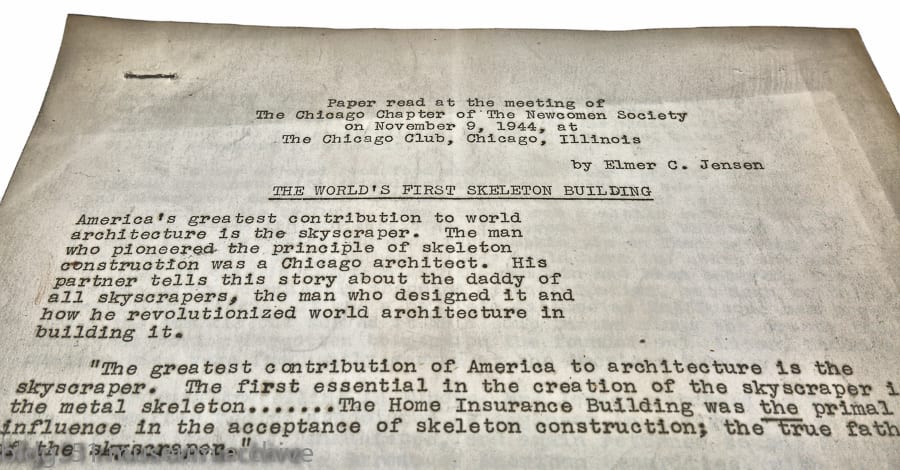 Paper read at the meeting of
The Chicago Chapter of The Newcomen Society
on November 9, 1944, at
The Chicago Club, Chicago, Illinois
by Elmer C. Jensen
THE WORLD'S FIRST SKELETON BUILDING
America's greatest contribution to world
architecture is the skyscraper. The man
who pioneered the principle of skeleton
construction was a Chicago architect. His
partner tells this story about the daddy of
all skyscrapers, the man who designed it and
how he revolutionized world architecture in
building it.
"The greatest contribution of America to architecture is the
skyscraper. The first essential in the creation of the skyscraper i
the metal skeleton.......The Home Insurance Building was the primal
influence in the acceptance of skeleton construction; the true fath
f the skyscraper."